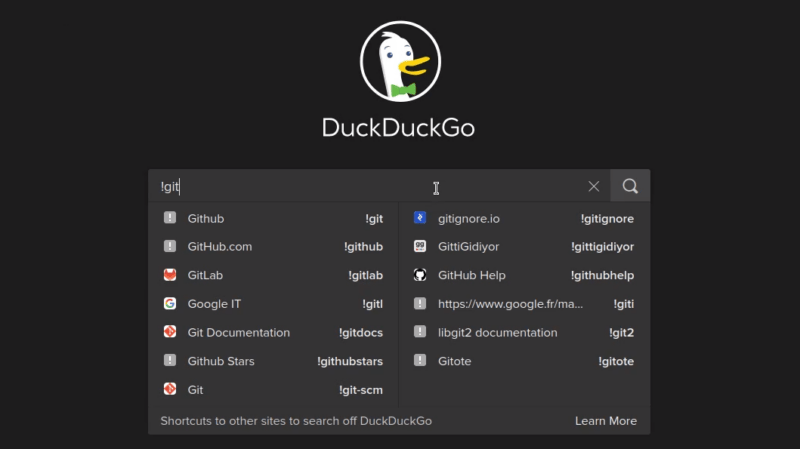 DuckDuckGo
!git
Github !git
GitHub.com !github
GitLab !gitlab
Google IT !gitl
Git Documentation !gitdocs
Github Stars !githubstars
Git !git-scm
gitignore.io !gitignore
GittiGidiyor !gittigidiyor
GitHub Help !githubhelp
https://www.google.fr/ma... !giti
libgit2 documentation !git2
Gitote !gitote
Shortcuts to other sites to search off DuckDuckGo Learn More